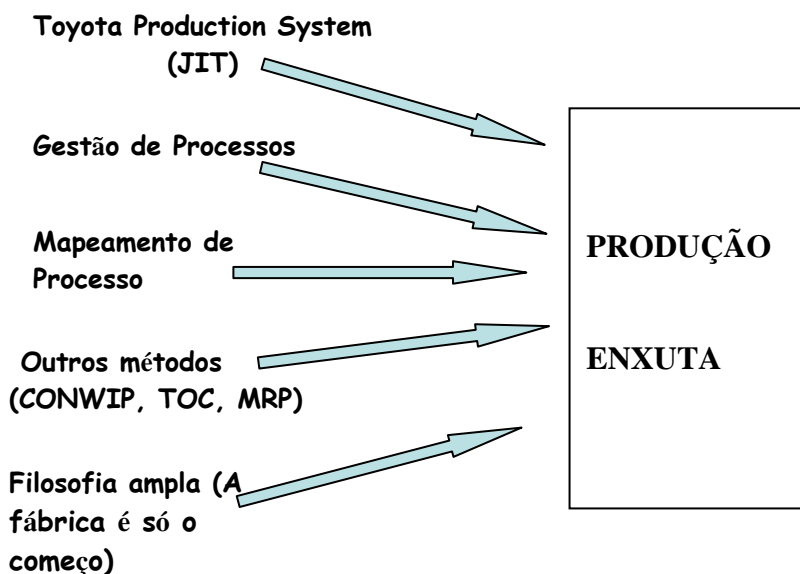 Toyota Production System
(JIT)
Gestão de Processos
Mapeamento de
Processo
Outros métodos
(CONWIP, TOC, MRP)
Filosofia ampla (A
fábrica é só o
começo)
PRODUÇÃO
ENXUTA